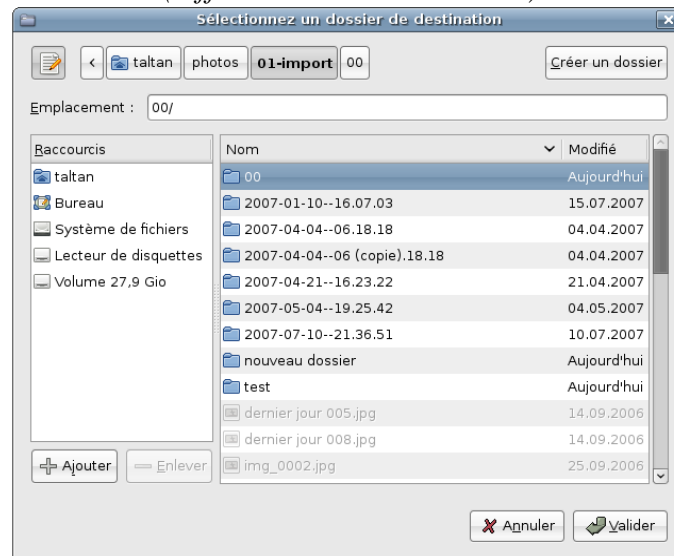 Sélectionnez un dossier de destination
taltan photos 01-import 00 Créer un dossier
Emplacement : 00/
Raccourcis Nom Modifié
taltan 00 Aujourd'hui
Bureau 2007-01-10--16.07.03 15.07.2007
Système de fichiers 2007-04-04--06.18.18 04.04.2007
Lecteur de disquettes 2007-04-04--06 (copie).18.18 04.04.2007
Volume 27,9 Gio 2007-04-21--16.23.22 21.04.2007
2007-05-04--19.25.42 04.05.2007
2007-07-10--21.36.51 10.07.2007
nouveau dossier Aujourd'hui
test Aujourd'hui
dernier jour 005.jpg 14.09.2006
dernier jour 008.jpg 14.09.2006
Ajouter Enlever img_0002.jpg 25.09.2006
Annuler Valider